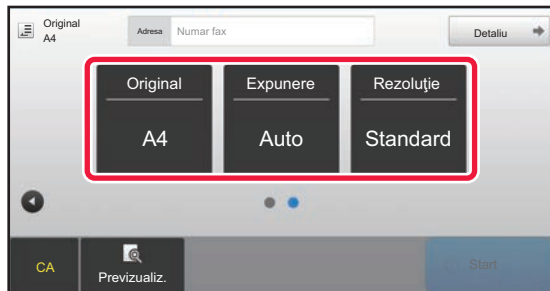 Original
A4
Adresa Numar fax Detaliu
Original Expunere Rezoluţie
A4 Auto Standard
CA Previzualiz. Start